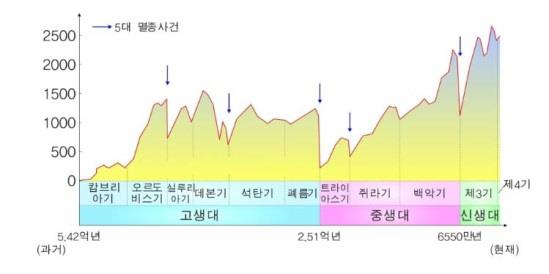 5대 멸종사건
2500
2000
1500
1000
500
0
캄브리아기
오르도비스기
실루리아기
데본기
석탄기
페름기
트라이아스기
쥐라기
백악기
제3기
제4기
고생대
중생대
신생대
5,42억년
(과거)
2,51억년
6550만년
(현재)